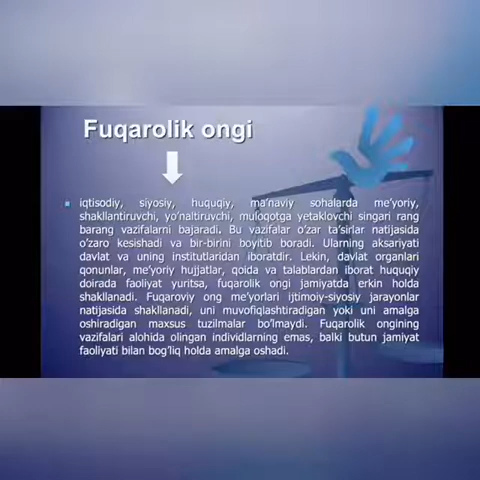 Fuqarolik ongi
iqtisodiy, siyosiy, huquqiy, ma'naviy sohalarda me'yoriy,
shakllantiruvchi, yo'naltiruvchi, muloqotga yetaklovchi singari rang
barang vazifalarni bajaradi. Bu vazifalar o'zar ta'sirlar natijasida
o'zaro kesishadi va bir-birini boyitib boradi. Ularning aksariyati
davlat va uning institutlaridan iboratdir. Lekin, davlat organlari
qonunlar, me'yoriy hujjatlar, qoida va talablardan iborat huquqiy
doirada faoliyat yuritsa, fuqarolik ongi jamiyatda erkin holda
shakllanadi. Fuqaroviy ong me'yorlari ijtimoiy-siyosiy jarayonlar
natijasida shakllanadi, uni muvofiqlashtiradigan yoki uni amalga
oshiradigan maxsus tuzilmalar bo'lmaydi. Fuqarolik ongining
vazifalari alohida olingan individlarning emas, balki butun jamiyat
faoliyati bilan bog'liq holda amalga oshadi.